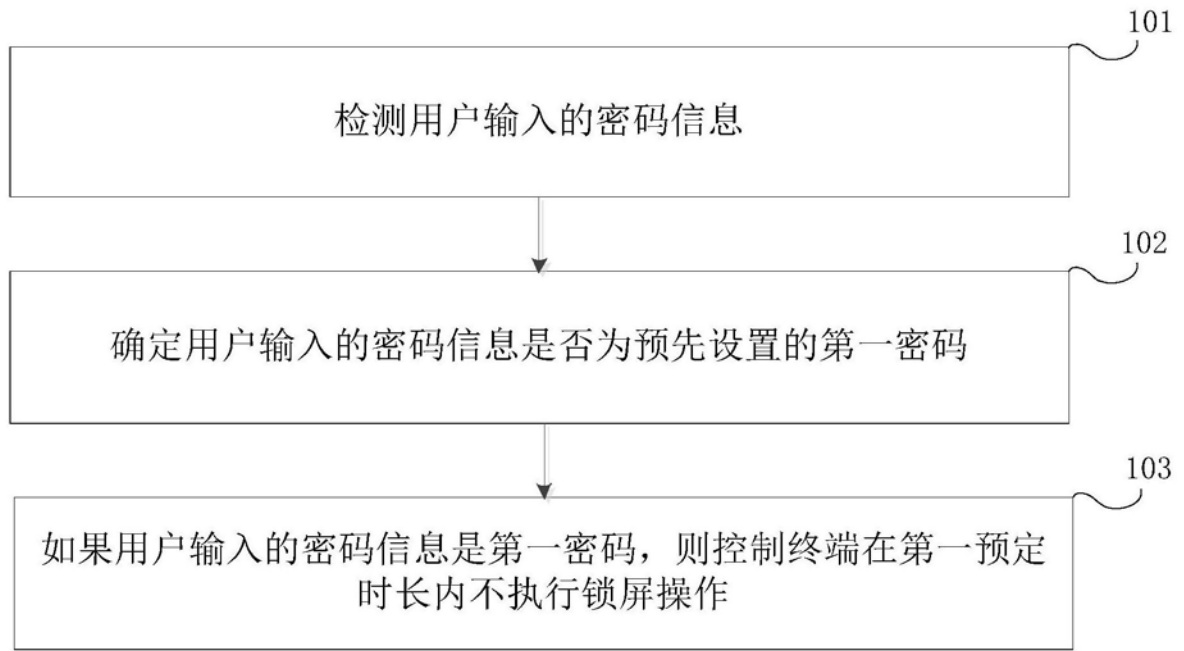 101
检测用户输入的密码信息
102
确定用户输入的密码信息是否为预先设置的第一密码
103
如果用户输入的密码信息是第一密码，则控制终端在第一预定
时长内不执行锁屏操作